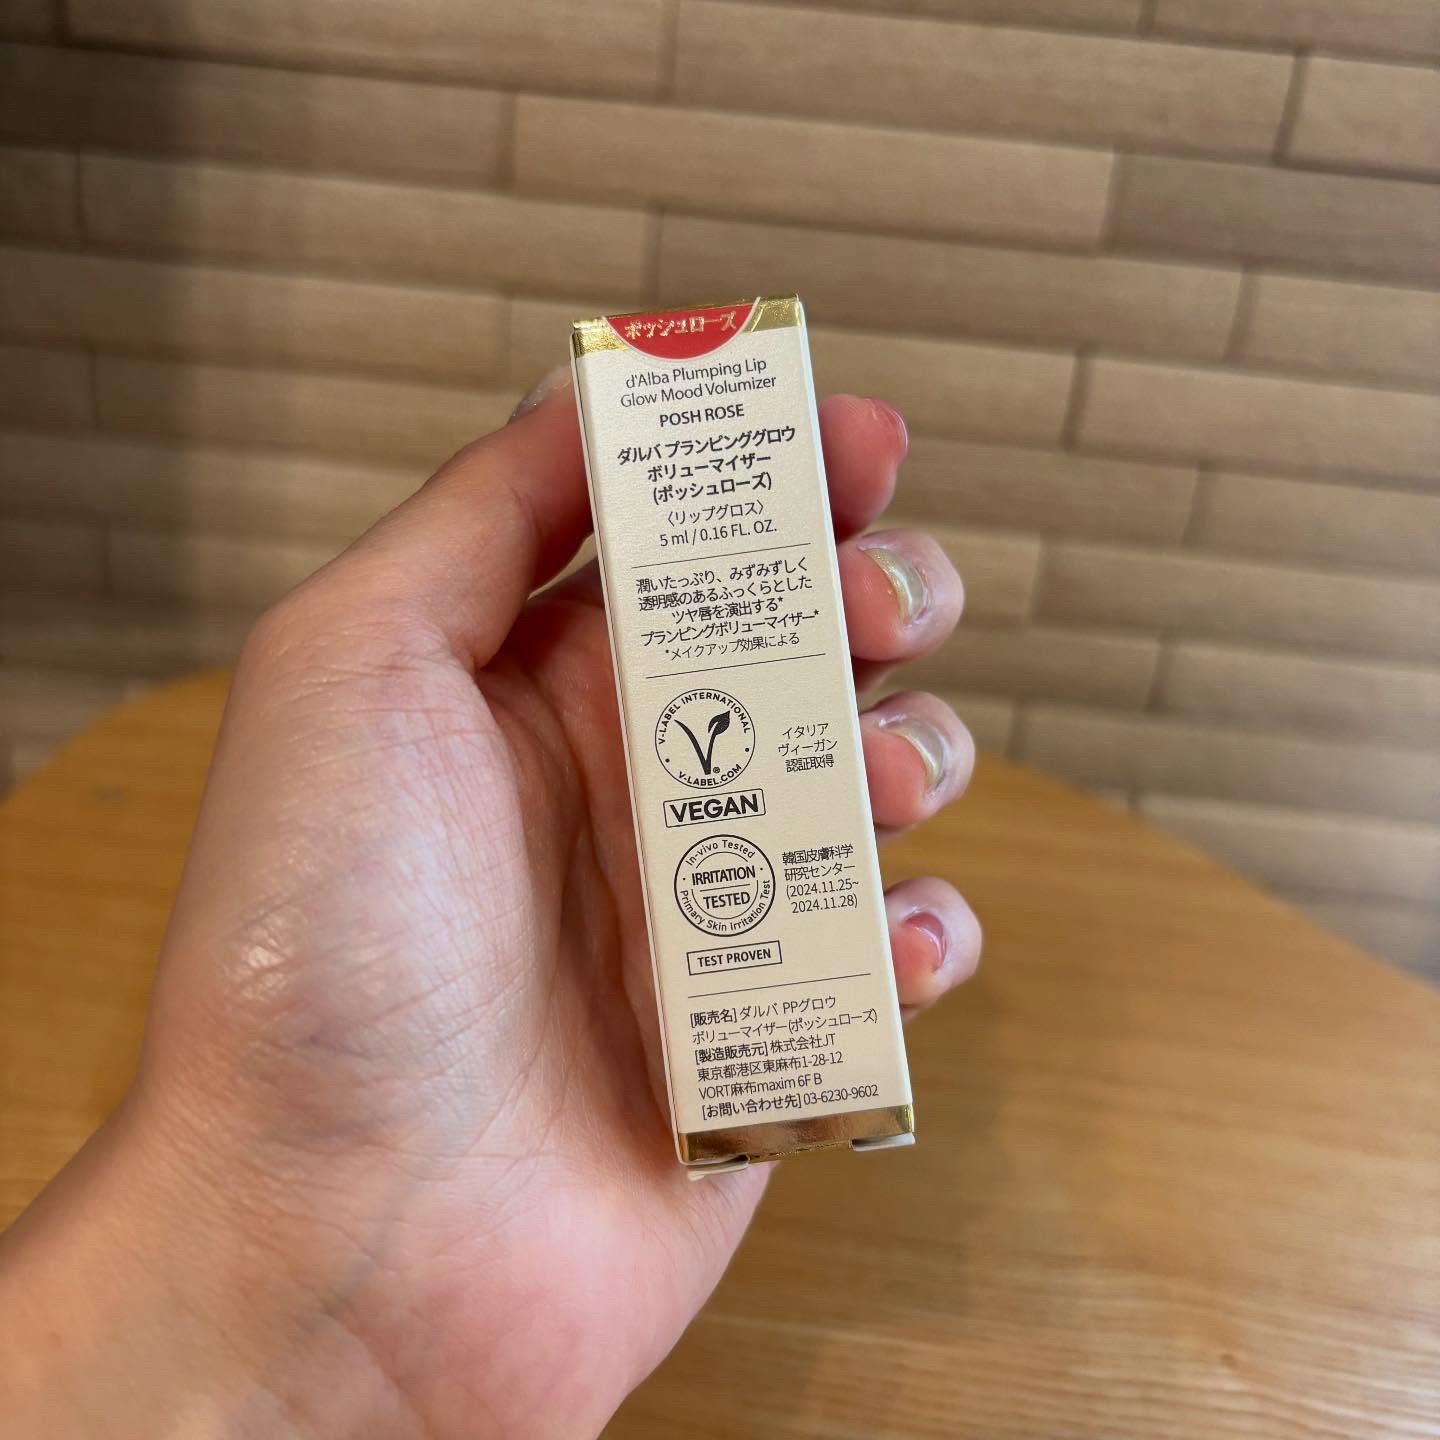 ポッシュローズ
d'Alba Plumping Lip
Glow Mood Volumizer
POSH ROSE
ダルバ プランピンググロウ
ボリューマイザー
(ポッシュローズ)
〈リップグロス〉
5 ml / 0.16 FL. OZ.
潤いたっぷり、みずみずしく
透明感のあるふっくらとした
ツヤ唇を演出する*
プランピングボリューマイザー*
*メイクアップ効果による
V-LABEL INTERNATIONAL
V
®
V-LABEL.COM
VEGAN
イタリア
ヴィーガン
認証取得
In-vivo Tested
IRRITATION
TESTED
Primary Skin Irritation Test
韓国皮膚科学
研究センター
(2024.11.25~
2024.11.28)
TEST PROVEN
[販売名] ダルバ PPグロウ
ボリューマイザー(ポッシュローズ)
[製造販売元] 株式会社JT
東京都港区東麻布1-28-12
VORT麻布maxim 6F B
[お問い合わせ先] 03-6230-9602